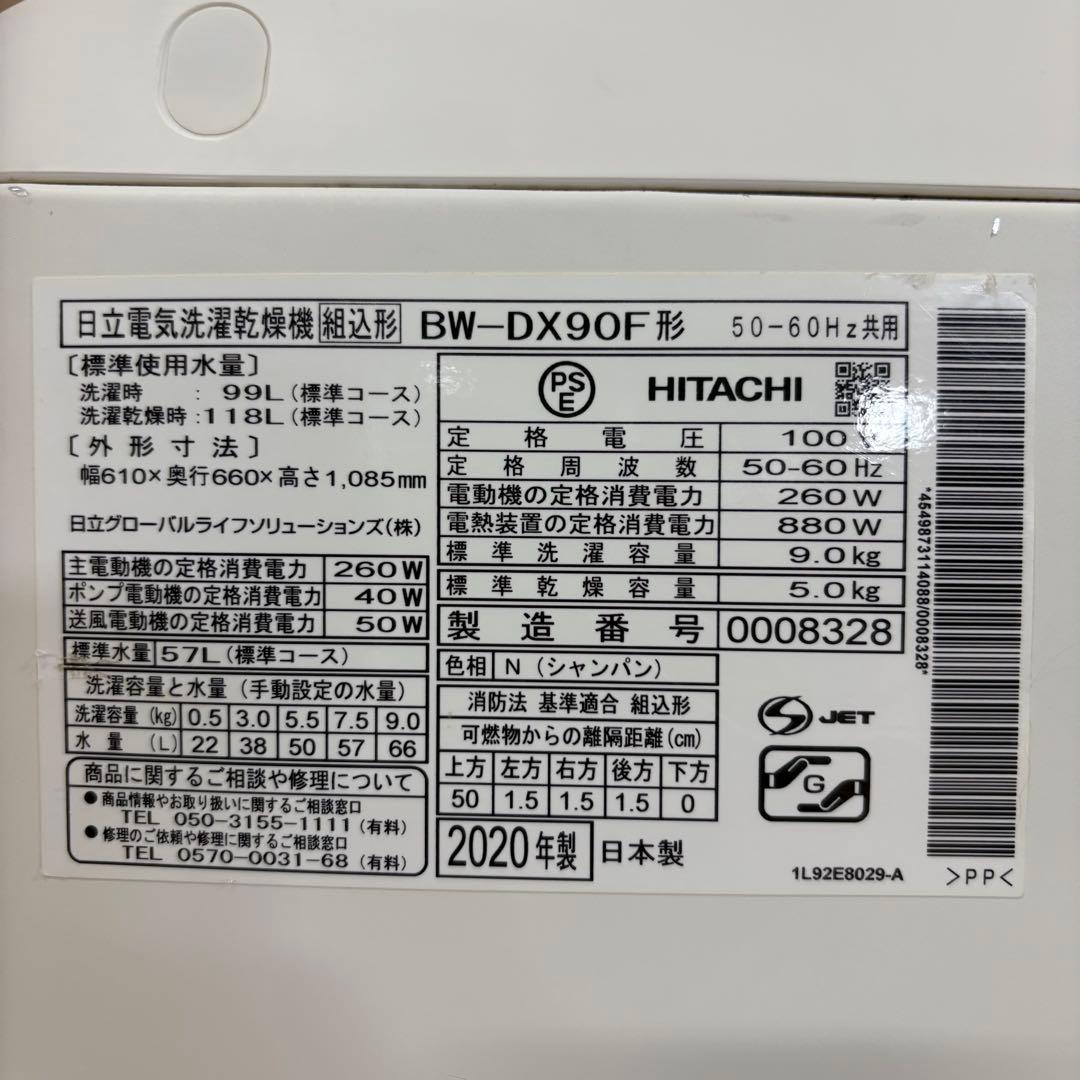 日立電気洗濯乾燥機 組込形 BW-DX90F形 50-60Hz共用
〔標準使用水量〕
洗濯時 : 99L(標準コース)
洗濯乾燥時:118L(標準コース)
〔外形寸法〕
幅610×奥行660×高さ1,085mm
日立グローバルライフソリューションズ(株)
主電動機の定格消費電力 260W
ポンプ電動機の定格消費電力 40W
送風電動機の定格消費電力 50W
標準水量 57L(標準コース)
洗濯容量と水量(手動設定の水量)
洗濯容量(kg) 0.5 3.0 5.5 7.5 9.0
水量(L) 22 38 50 57 66
商品に関するご相談や修理について
●商品情報やお取り扱いに関するご相談窓口
TEL 050-3155-1111(有料)
●修理のご依頼や修理に関するご相談窓口
TEL 0570-0031-68(有料)
PS E HITACHI
定格電圧 100
定格周波数 50-60Hz
電動機の定格消費電力 260W
電熱装置の定格消費電力 880W
標準洗濯容量 9.0kg
標準乾燥容量 5.0kg
製造番号 0008328
色相 N(シャンパン)
消防法 基準適合 組込形
可燃物からの離隔距離(cm)
上方 左方 右方 後方 下方
50 1.5 1.5 1.5 0
2020年製 日本製
S JET
G
1L92E8029-A
*4549873114088/0008328*
>PP<